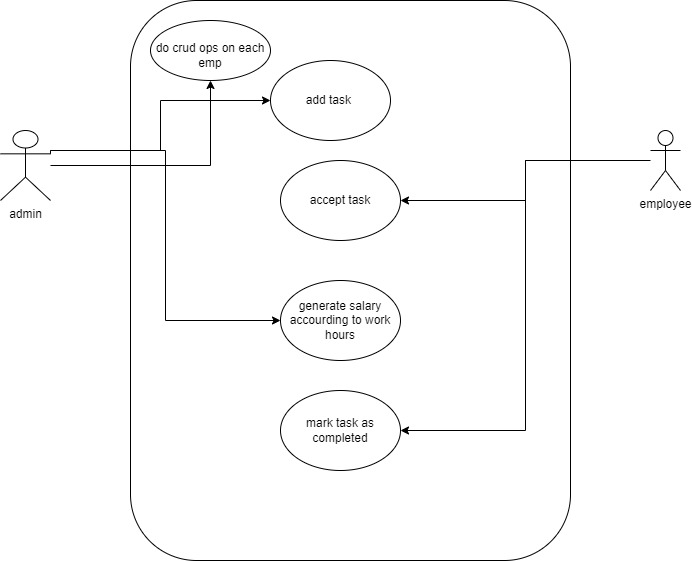 do crud ops on each
emp
add task
admin
accept task
employee
generate salary
accourding to work
hours
mark task as
completed